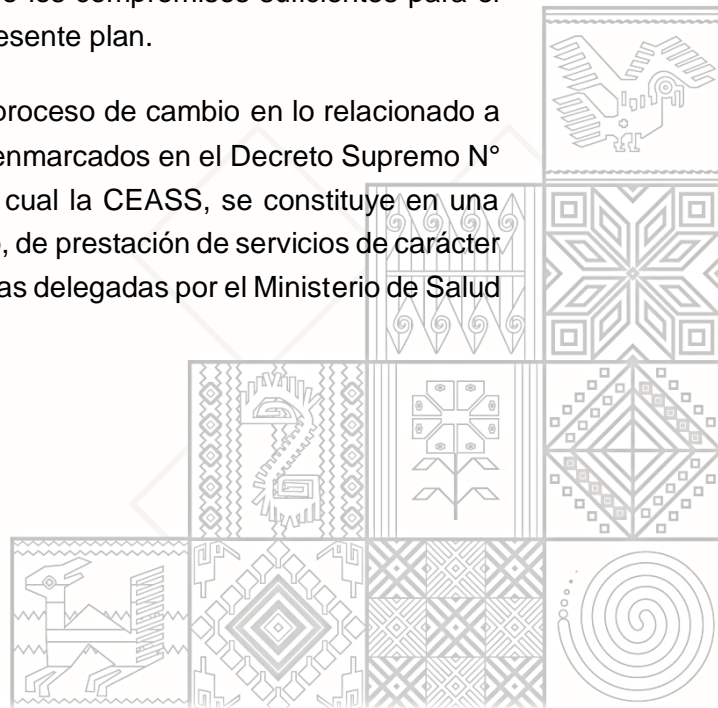 los compromisos suficientes para el
esente plan.
proceso de cambio en lo relacionado a
enmarcados en el Decreto Supremo N°
cual la CEASS, se constituye en una
, de prestación de servicios de carácter
as delegadas por el Ministerio de Salud